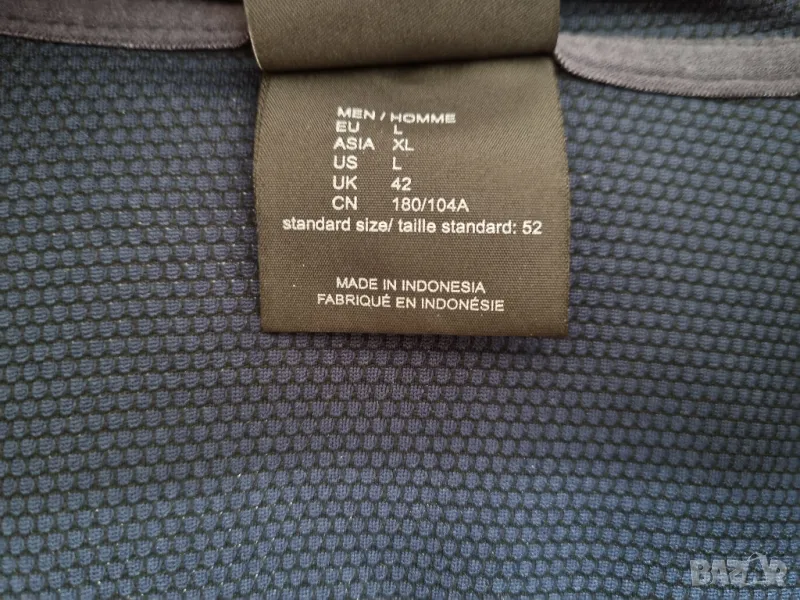 MEN / HOMME
EU L
ASIA XL
US L
UK 42
CN 180/104A
standard size/ taille standard: 52
MADE IN INDONESIA
FABRIQUÉ EN INDONÉSIE
BAZAR